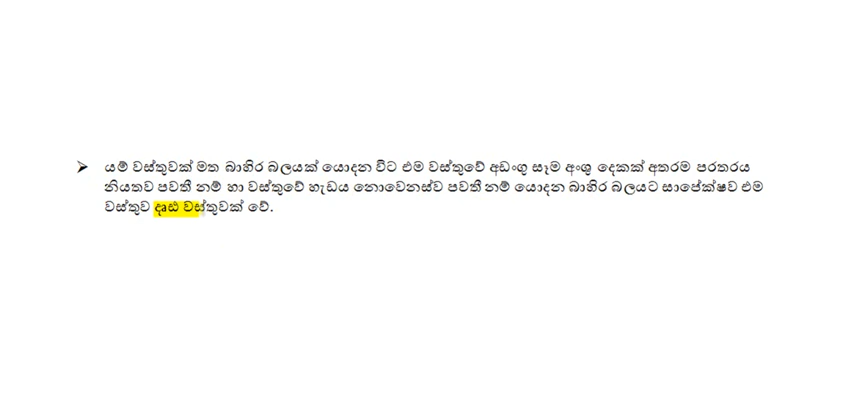 ➢ යම් වස්තුවක් මත බාහිර බලයක් යොදන විට එම වස්තුවේ අඩංගු සෑම අංශු දෙකක් අතරම පරතරය
නියතව පවතී නම් හා වස්තුවේ හැඩය නොවෙනස්ව පවතී නම් යොදන බාහිර බලයට සාපේක්ෂව එම
වස්තුව දෘඪ වස්තුවක් වේ.